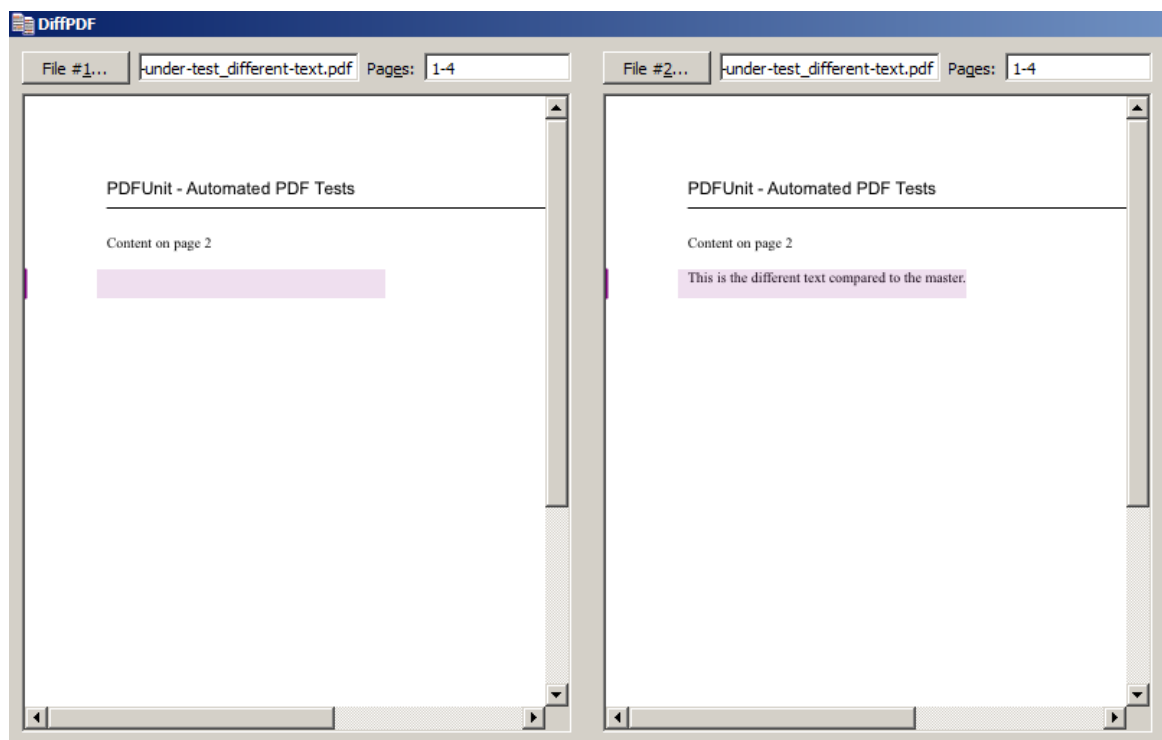 DiffPDF
File #1... -under-test_different-text.pdf Pages: 1-4
File #2... -under-test_different-text.pdf Pages: 1-4
PDFUnit - Automated PDF Tests
Content on page 2
PDFUnit - Automated PDF Tests
Content on page 2
This is the different text compared to the master.